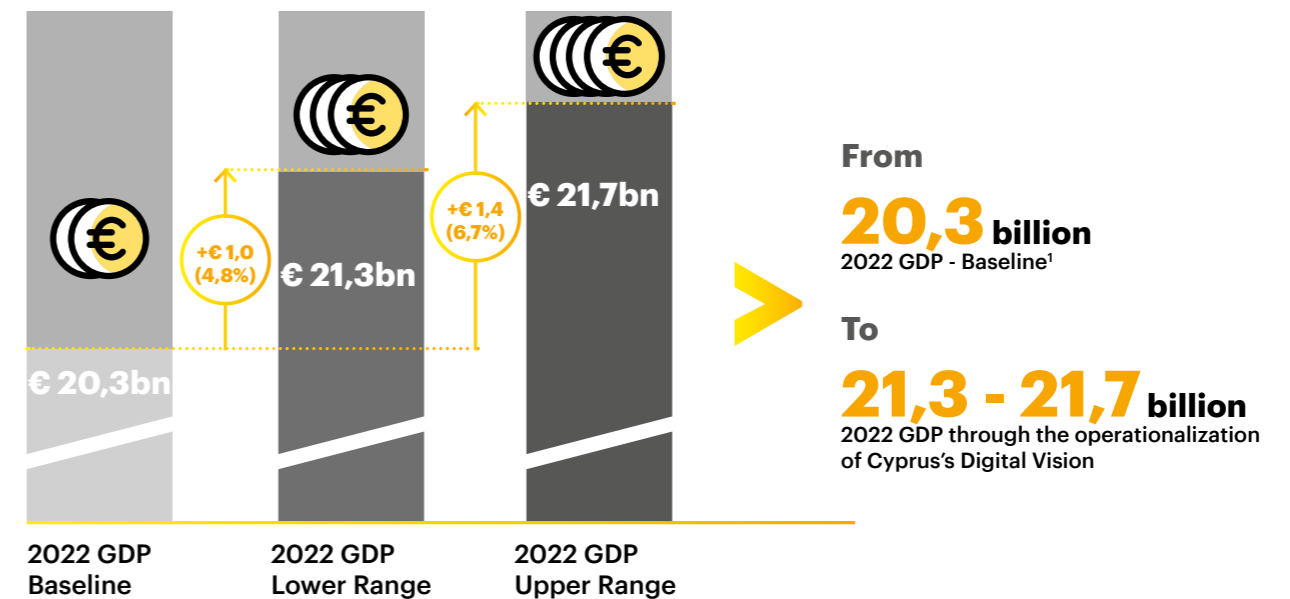 € 20,3bn
+€ 1,0
(4,8%)
€ 21,3bn
+€ 1,4
(6,7%)
€ 21,7bn
2022 GDP
Baseline
2022 GDP
Lower Range
2022 GDP
Upper Range
From
20,3 billion
2022 GDP - Baseline¹
To
21,3 - 21,7 billion
2022 GDP through the operationalization
of Cyprus’s Digital Vision